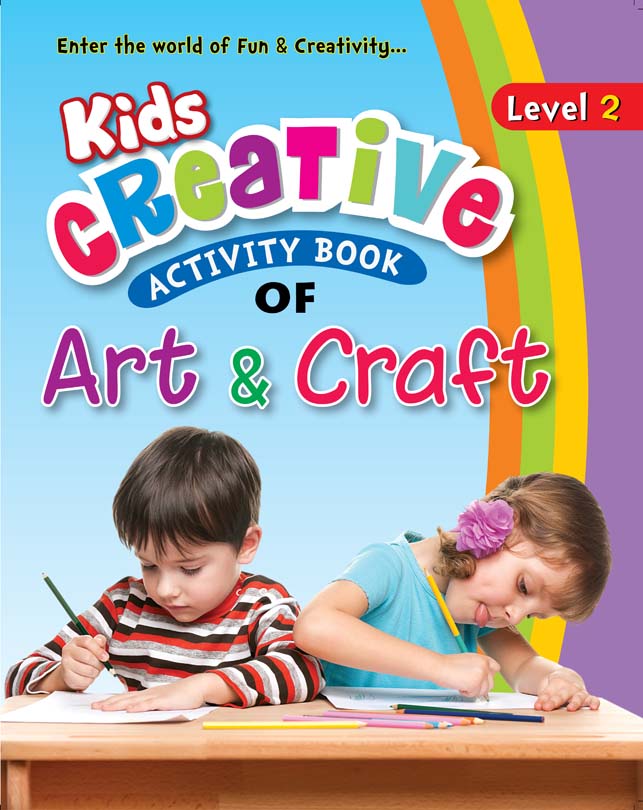 Enter the world of Fun & Creativity...
Level 2
Kids
CReaTiVe
ACTIVITY BOOK
OF
Art & Craft